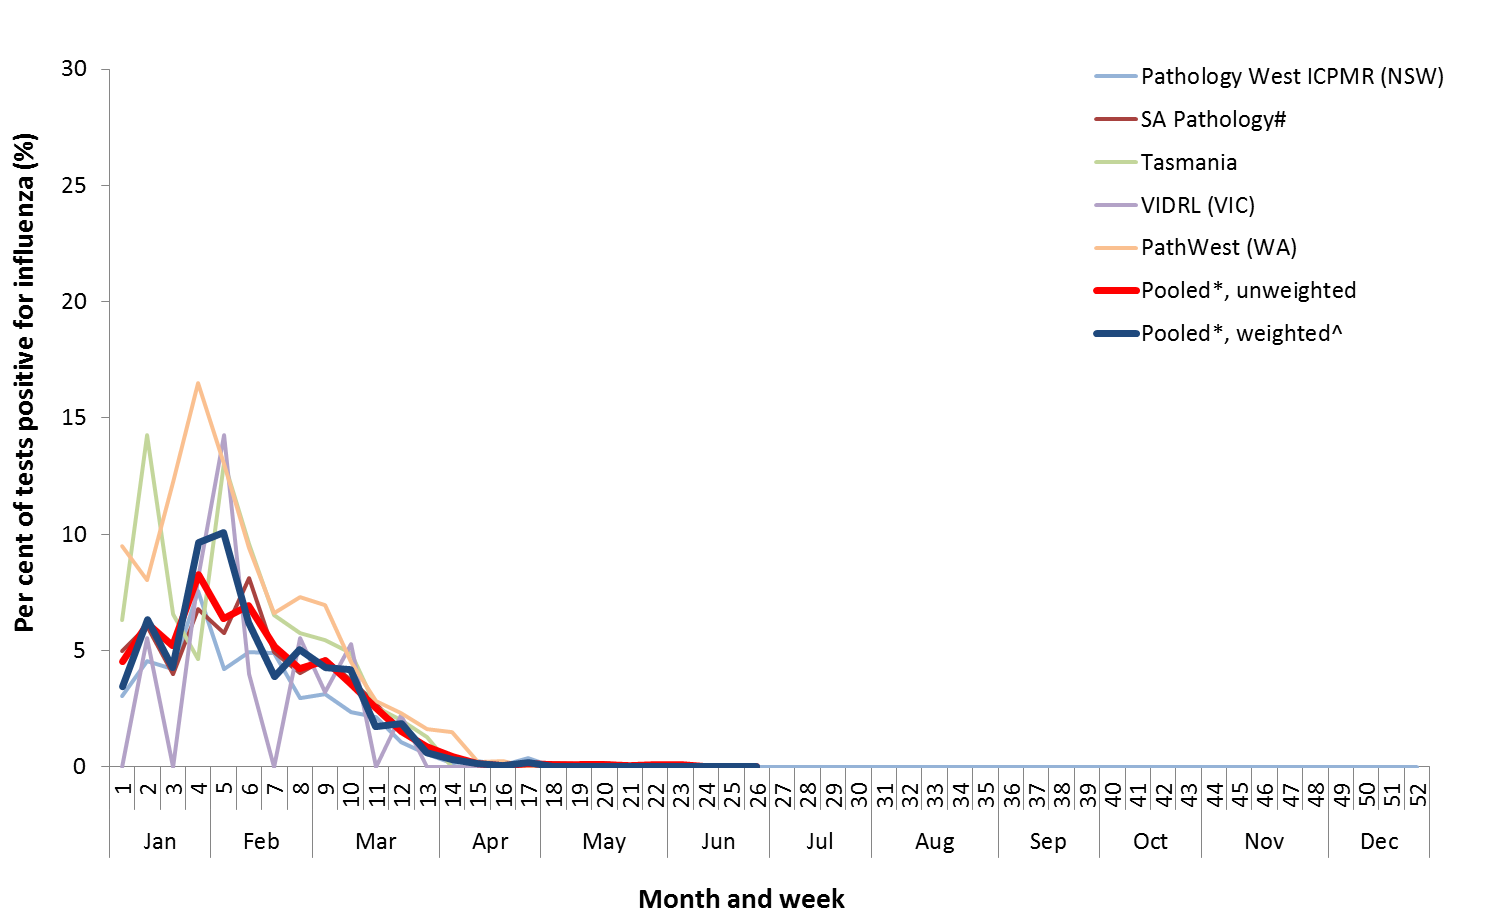 Per cent of tests positive for influenza (%)
30
25
20
15
10
5
0
Pathology West ICPMR (NSW)
SA Pathology#
Tasmania
VIDRL (VIC)
PathWest (WA)
Pooled*, unweighted
Pooled*, weighted^
1 2 3 4 5 6 7 8 9 10 11 12 13 14 15 16 17 18 19 20 21 22 23 24 25 26 27 28 29 30 31 32 33 34 35 36 37 38 39 40 41 42 43 44 45 46 47 48 49 50 51 52
Jan Feb Mar Apr May Jun Jul Aug Sep Oct Nov Dec
Month and week